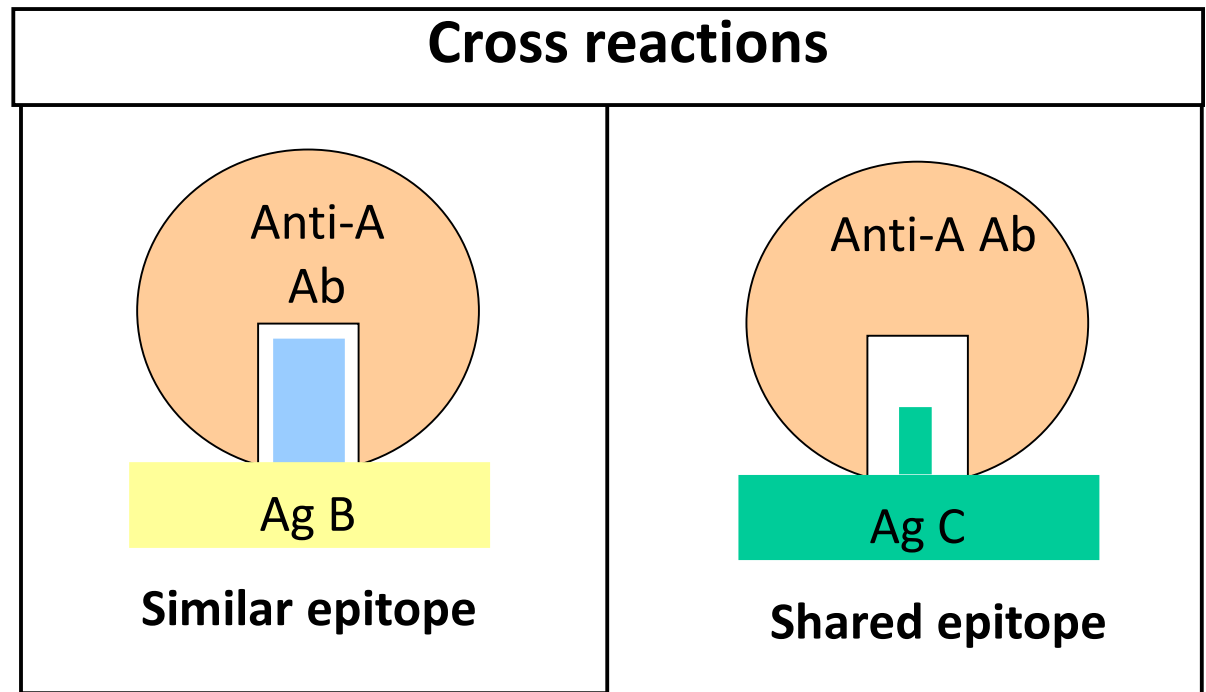 Cross reactions
Anti-A
Ab
Ag B
Similar epitope
Anti-A Ab
Ag C
Shared epitope